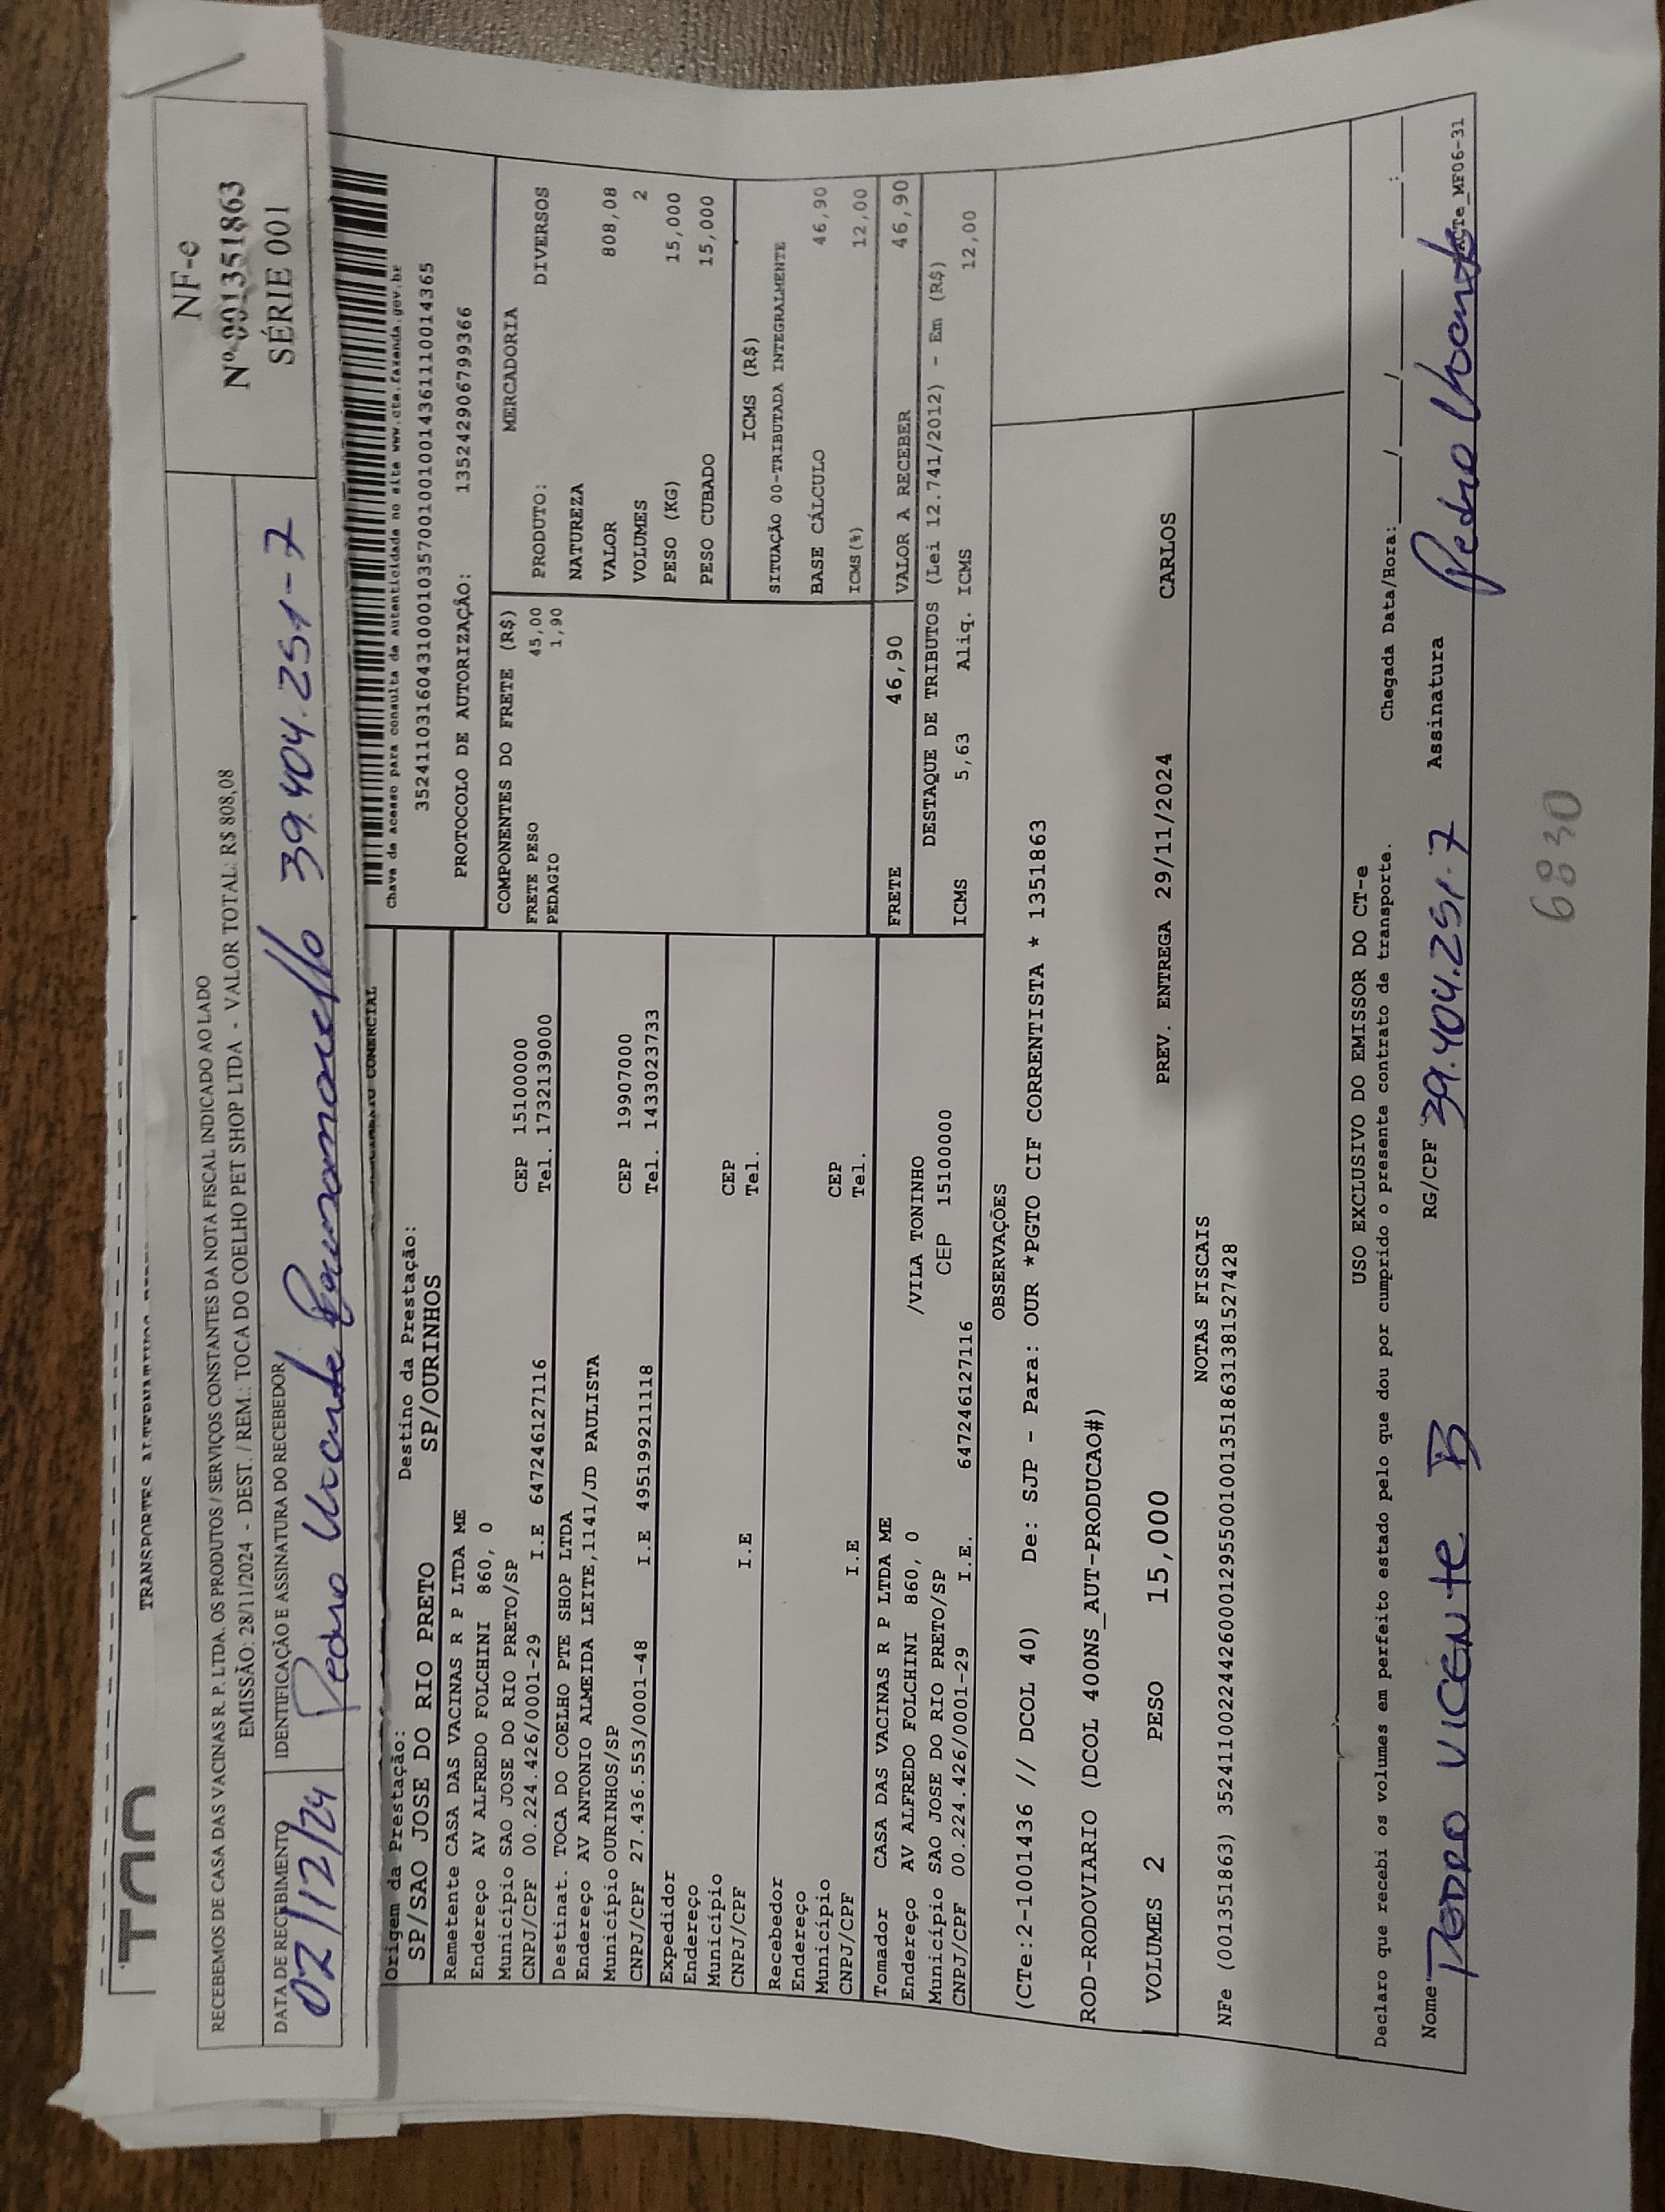 RECEBEMOS DE CASA DAS VACINAS R. P. LTDA. OS PRODUTOS / SERVIÇOS CONSTANTES DA NOTA FISCAL INDICADO AO LADO
EMISSÃO: 28/11/2024 - DEST. / REM.: TOCA DO COELHO PET SHOP LTDA - VALOR TOTAL: R$ 808,08
NF-e
Nº 001351863
SÉRIE 001
DATA DE RECEBIMENTO
02/12/24
IDENTIFICAÇÃO E ASSINATURA DO RECEBEDOR
Pedro Vicente 39.404.251-7
Chave de acesso para consulta de autenticidade no site www.cte.fazenda.gov.br
35241103160431000103570010010014361110014365
PROTOCOLO DE AUTORIZAÇÃO: 135242906799366
Origem da Prestação:
SP/SAO JOSE DO RIO PRETO
Destino da Prestação:
SP/OURINHOS
Remetente CASA DAS VACINAS R P LTDA ME
Endereço AV ALFREDO FOLCHINI 860, 0
Município SAO JOSE DO RIO PRETO/SP CEP 15100000
CNPJ/CPF 00.224.426/0001-29 I.E 647246127116 Tel. 1732139000
Destinat. TOCA DO COELHO PTE SHOP LTDA
Endereço AV ANTONIO ALMEIDA LEITE,1141/JD PAULISTA
Município OURINHOS/SP CEP 19907000
CNPJ/CPF 27.436.553/0001-48 I.E 495199211118 Tel. 1433023733
Expedidor
Endereço
Município CEP
CNPJ/CPF I.E Tel.
Recebedor
Endereço
Município CEP
CNPJ/CPF I.E Tel.
Tomador CASA DAS VACINAS R P LTDA ME
Endereço AV ALFREDO FOLCHINI 860, 0 /VILA TONINHO
Município SAO JOSE DO RIO PRETO/SP CEP 15100000
CNPJ/CPF 00.224.426/0001-29 I.E. 647246127116
COMPONENTES DO FRETE (R$)
FRETE PESO 45,00
PEDAGIO 1,90
MERCADORIA
PRODUTO: DIVERSOS
NATUREZA
VALOR 808,08
VOLUMES 2
PESO (KG) 15,000
PESO CUBADO 15,000
ICMS (R$)
SITUAÇÃO 00-TRIBUTADA INTEGRALMENTE
BASE CÁLCULO 46,90
ICMS(%) 12,00
FRETE 46,90 VALOR A RECEBER 46,90
DESTAQUE DE TRIBUTOS (Lei 12.741/2012) - Em (R$)
ICMS 5,63 Aliq. ICMS 12,00
OBSERVAÇÕES
(CTe:2-1001436 // DCOL 40) De: SJP - Para: OUR *PGTO CIF CORRENTISTA * 1351863
ROD-RODOVIARIO (DCOL 400NS_AUT-PRODUCAO#)
VOLUMES 2 PESO 15,000 PREV. ENTREGA 29/11/2024 CARLOS
NOTAS FISCAIS
NFe (001351863) 35241100224426000129550010013518631381527428
USO EXCLUSIVO DO EMISSOR DO CT-e
Declaro que recebi os volumes em perfeito estado pelo que dou por cumprido o presente contrato de transporte. Chegada Data/Hora: ___/___/___ ___:___
Nome PEDRO VICENTE B RG/CPF 39.404.251-7 Assinatura Pedro Vicente
6830